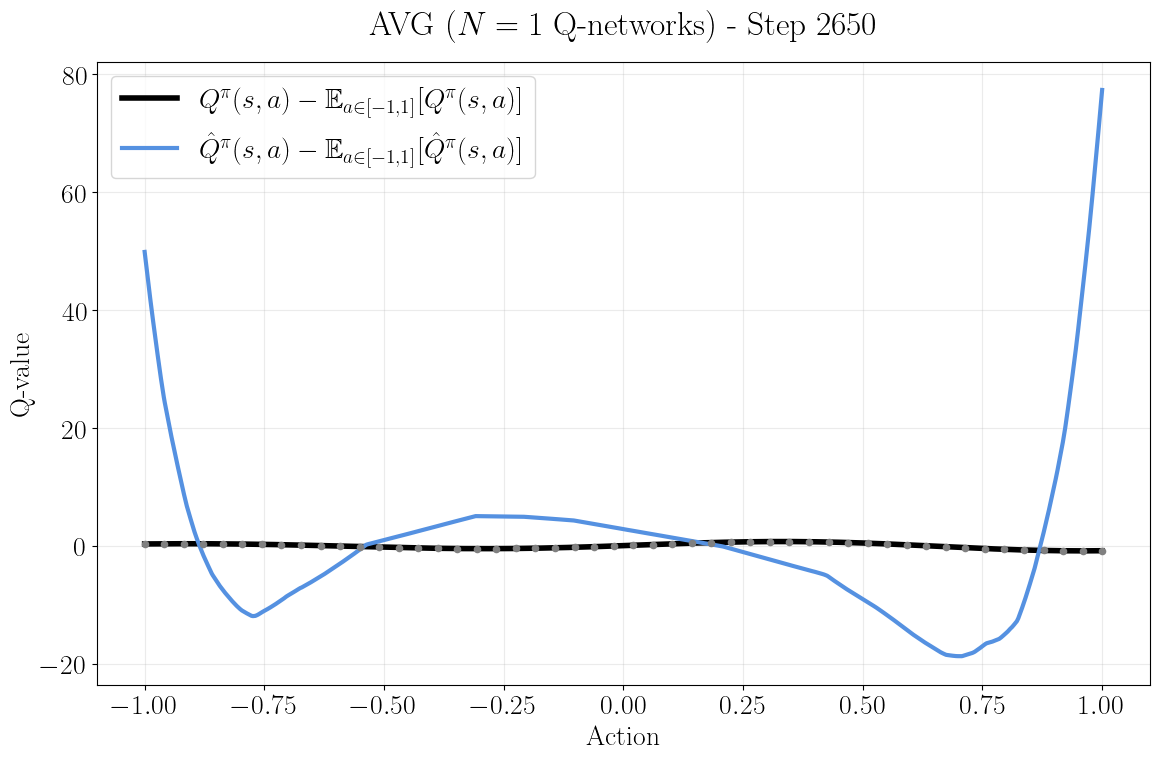 AVG (N = 1 Q-networks) - Step 2650
Q^π(s, a) − 𝔼_{a∈[−1,1]}[Q^π(s, a)]
Q̂^π(s, a) − 𝔼_{a∈[−1,1]}[Q̂^π(s, a)]
80
60
40
20
0
−20
Q-value
−1.00 −0.75 −0.50 −0.25 0.00 0.25 0.50 0.75 1.00
Action